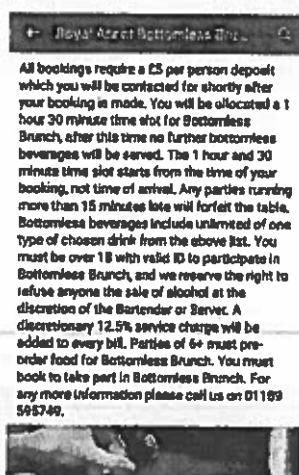 ← Royal Ascot Bottomless Bru...
All bookings require a £5 per person deposit
which you will be contacted for shortly after
your booking is made. You will be allocated a 1
hour 30 minute time slot for Bottomless
Brunch, after this time no further bottomless
beverages will be served. The 1 hour and 30
minute time slot starts from the time of your
booking, not time of arrival. Any parties running
more than 15 minutes late will forfeit the table.
Bottomless beverages include unlimited of one
type of chosen drink from the above list. You
must be over 18 with valid ID to participate in
Bottomless Brunch, and we reserve the right to
refuse anyone the sale of alcohol at the
discretion of the Bartender or Server. A
discretionary 12.5% service charge will be
added to every bill. Parties of 6+ must pre-
order food for Bottomless Brunch. You must
book to take part in Bottomless Brunch. For
any more information please call us on